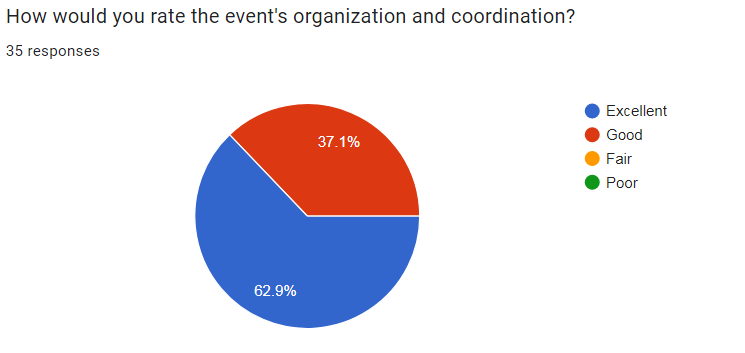 How would you rate the event's organization and coordination?
35 responses
37.1%
62.9%
Excellent
Good
Fair
Poor